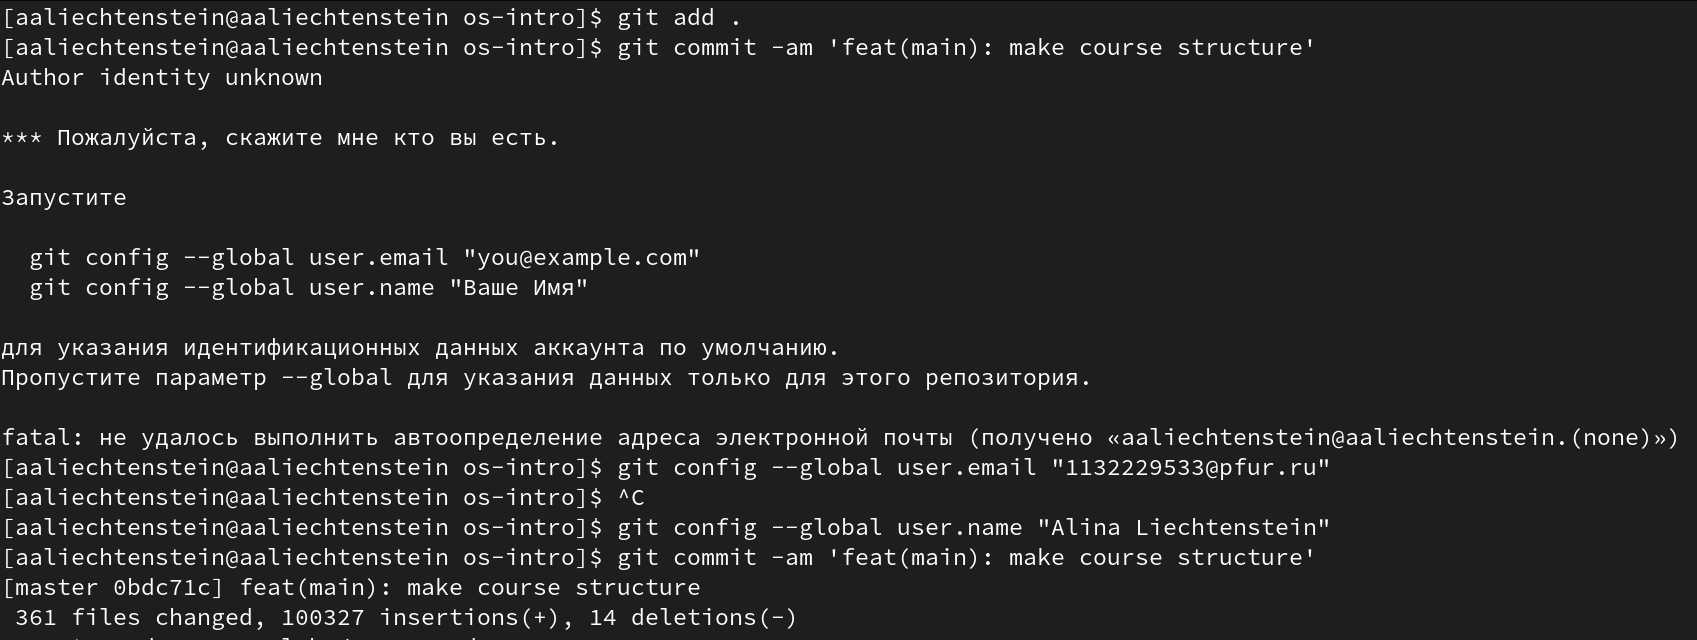 [aaliechtenstein@aaliechtenstein os-intro]$ git add .
[aaliechtenstein@aaliechtenstein os-intro]$ git commit -am 'feat(main): make course structure'
Author identity unknown
*** Пожалуйста, скажите мне кто вы есть.
Запустите
git config --global user.email "you@example.com"
git config --global user.name "Ваше Имя"
для указания идентификационных данных аккаунта по умолчанию.
Пропустите параметр --global для указания данных только для этого репозитория.
fatal: не удалось выполнить автоопределение адреса электронной почты (получено «aaliechtenstein@aaliechtenstein.(none)»)
[aaliechtenstein@aaliechtenstein os-intro]$ git config --global user.email "1132229533@pfur.ru"
[aaliechtenstein@aaliechtenstein os-intro]$ ^C
[aaliechtenstein@aaliechtenstein os-intro]$ git config --global user.name "Alina Liechtenstein"
[aaliechtenstein@aaliechtenstein os-intro]$ git commit -am 'feat(main): make course structure'
[master 0bdc71c] feat(main): make course structure
361 files changed, 100327 insertions(+), 14 deletions(-)